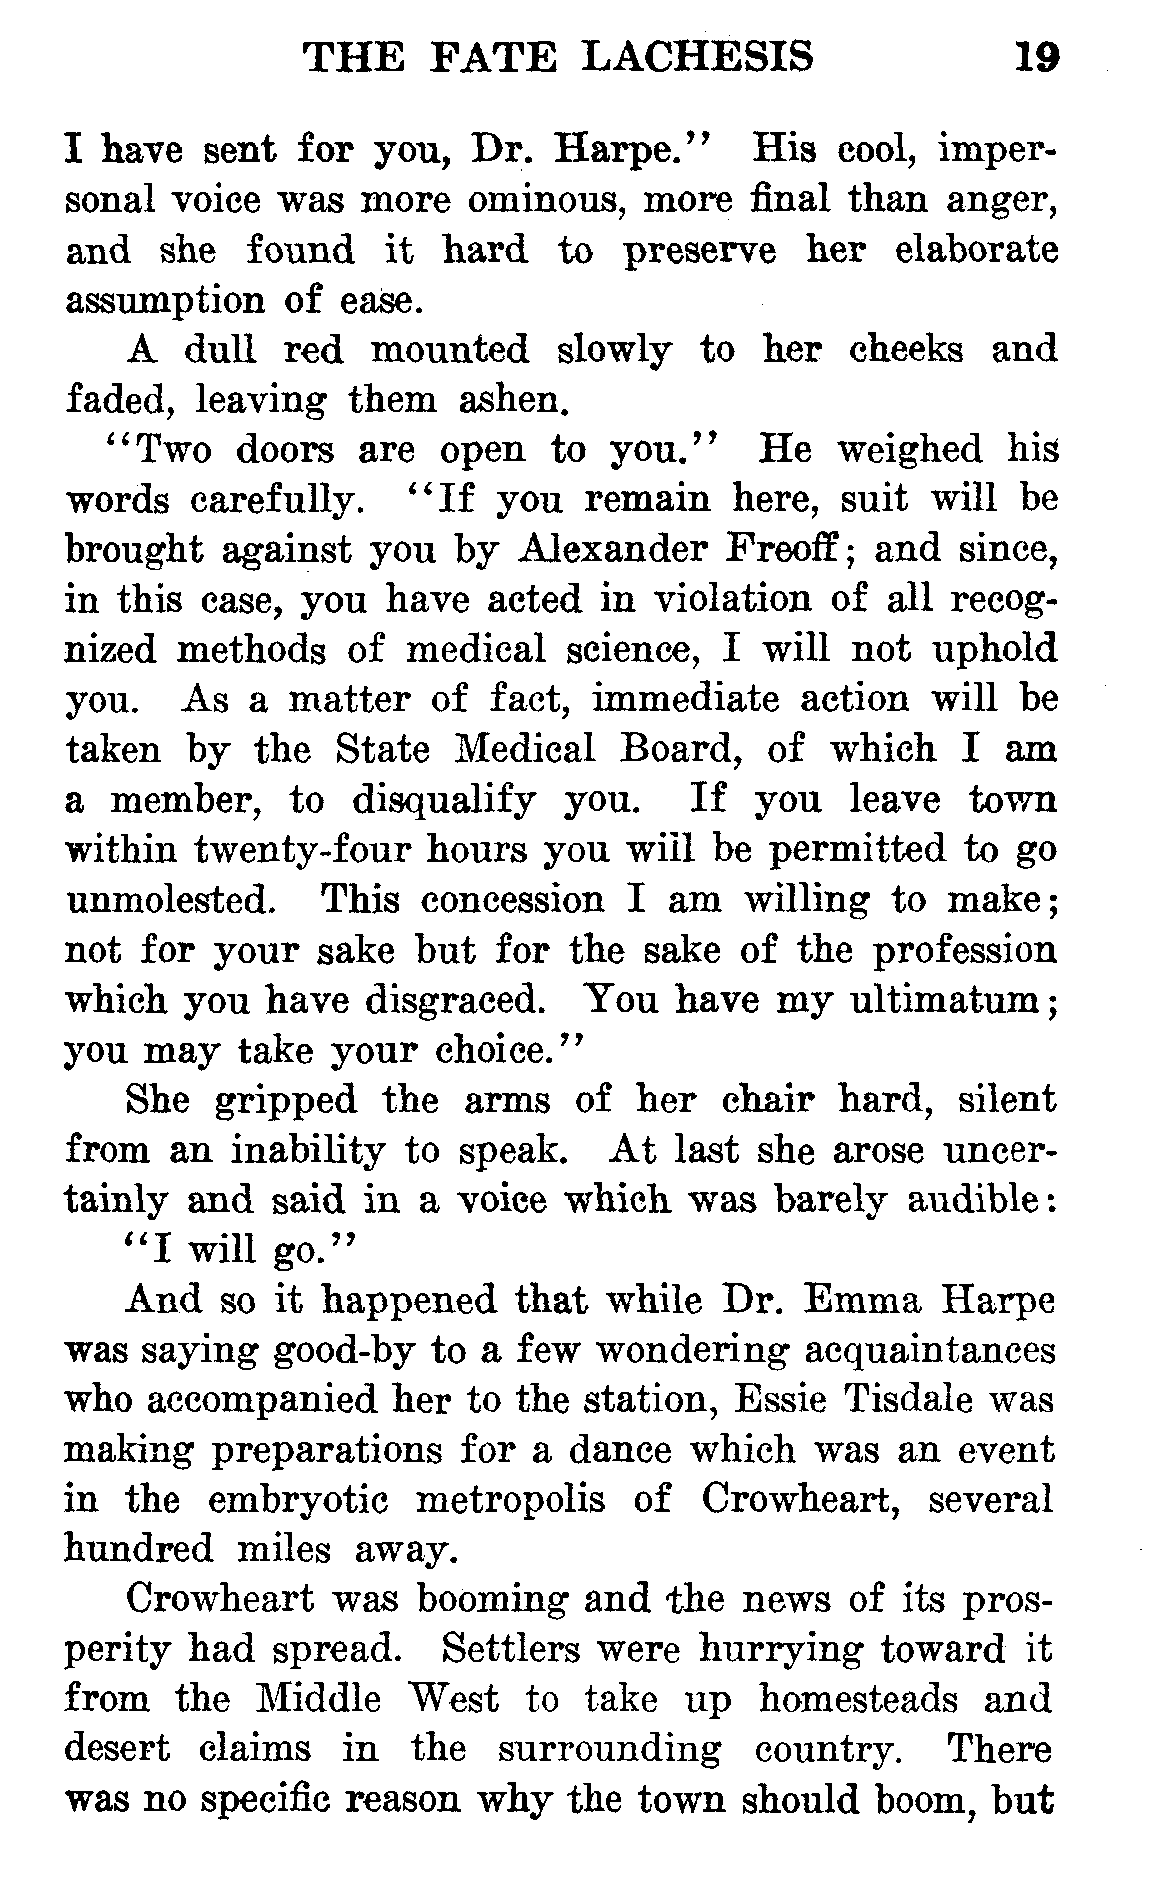 THE FATE LACHESIS 19
I have sent for you, Dr. Harpe." His cool, imper-
sonal voice was more ominous, more final than anger,
and she found it hard to preserve her elaborate
assumption of ease.
A dull red mounted slowly to her cheeks and
faded, leaving them ashen.
"Two doors are open to you." He weighed his
words carefully. "If you remain here, suit will be
brought against you by Alexander Freoff; and since,
in this case, you have acted in violation of all recog-
nized methods of medical science, I will not uphold
you. As a matter of fact, immediate action will be
taken by the State Medical Board, of which I am
a member, to disqualify you. If you leave town
within twenty-four hours you will be permitted to go
unmolested. This concession I am willing to make;
not for your sake but for the sake of the profession
which you have disgraced. You have my ultimatum;
you may take your choice."
She gripped the arms of her chair hard, silent
from an inability to speak. At last she arose uncer-
tainly and said in a voice which was barely audible:
"I will go."
And so it happened that while Dr. Emma Harpe
was saying good-by to a few wondering acquaintances
who accompanied her to the station, Essie Tisdale was
making preparations for a dance which was an event
in the embryotic metropolis of Crowheart, several
hundred miles away.
Crowheart was booming and the news of its pros-
perity had spread. Settlers were hurrying toward it
from the Middle West to take up homesteads and
desert claims in the surrounding country. There
was no specific reason why the town should boom, but